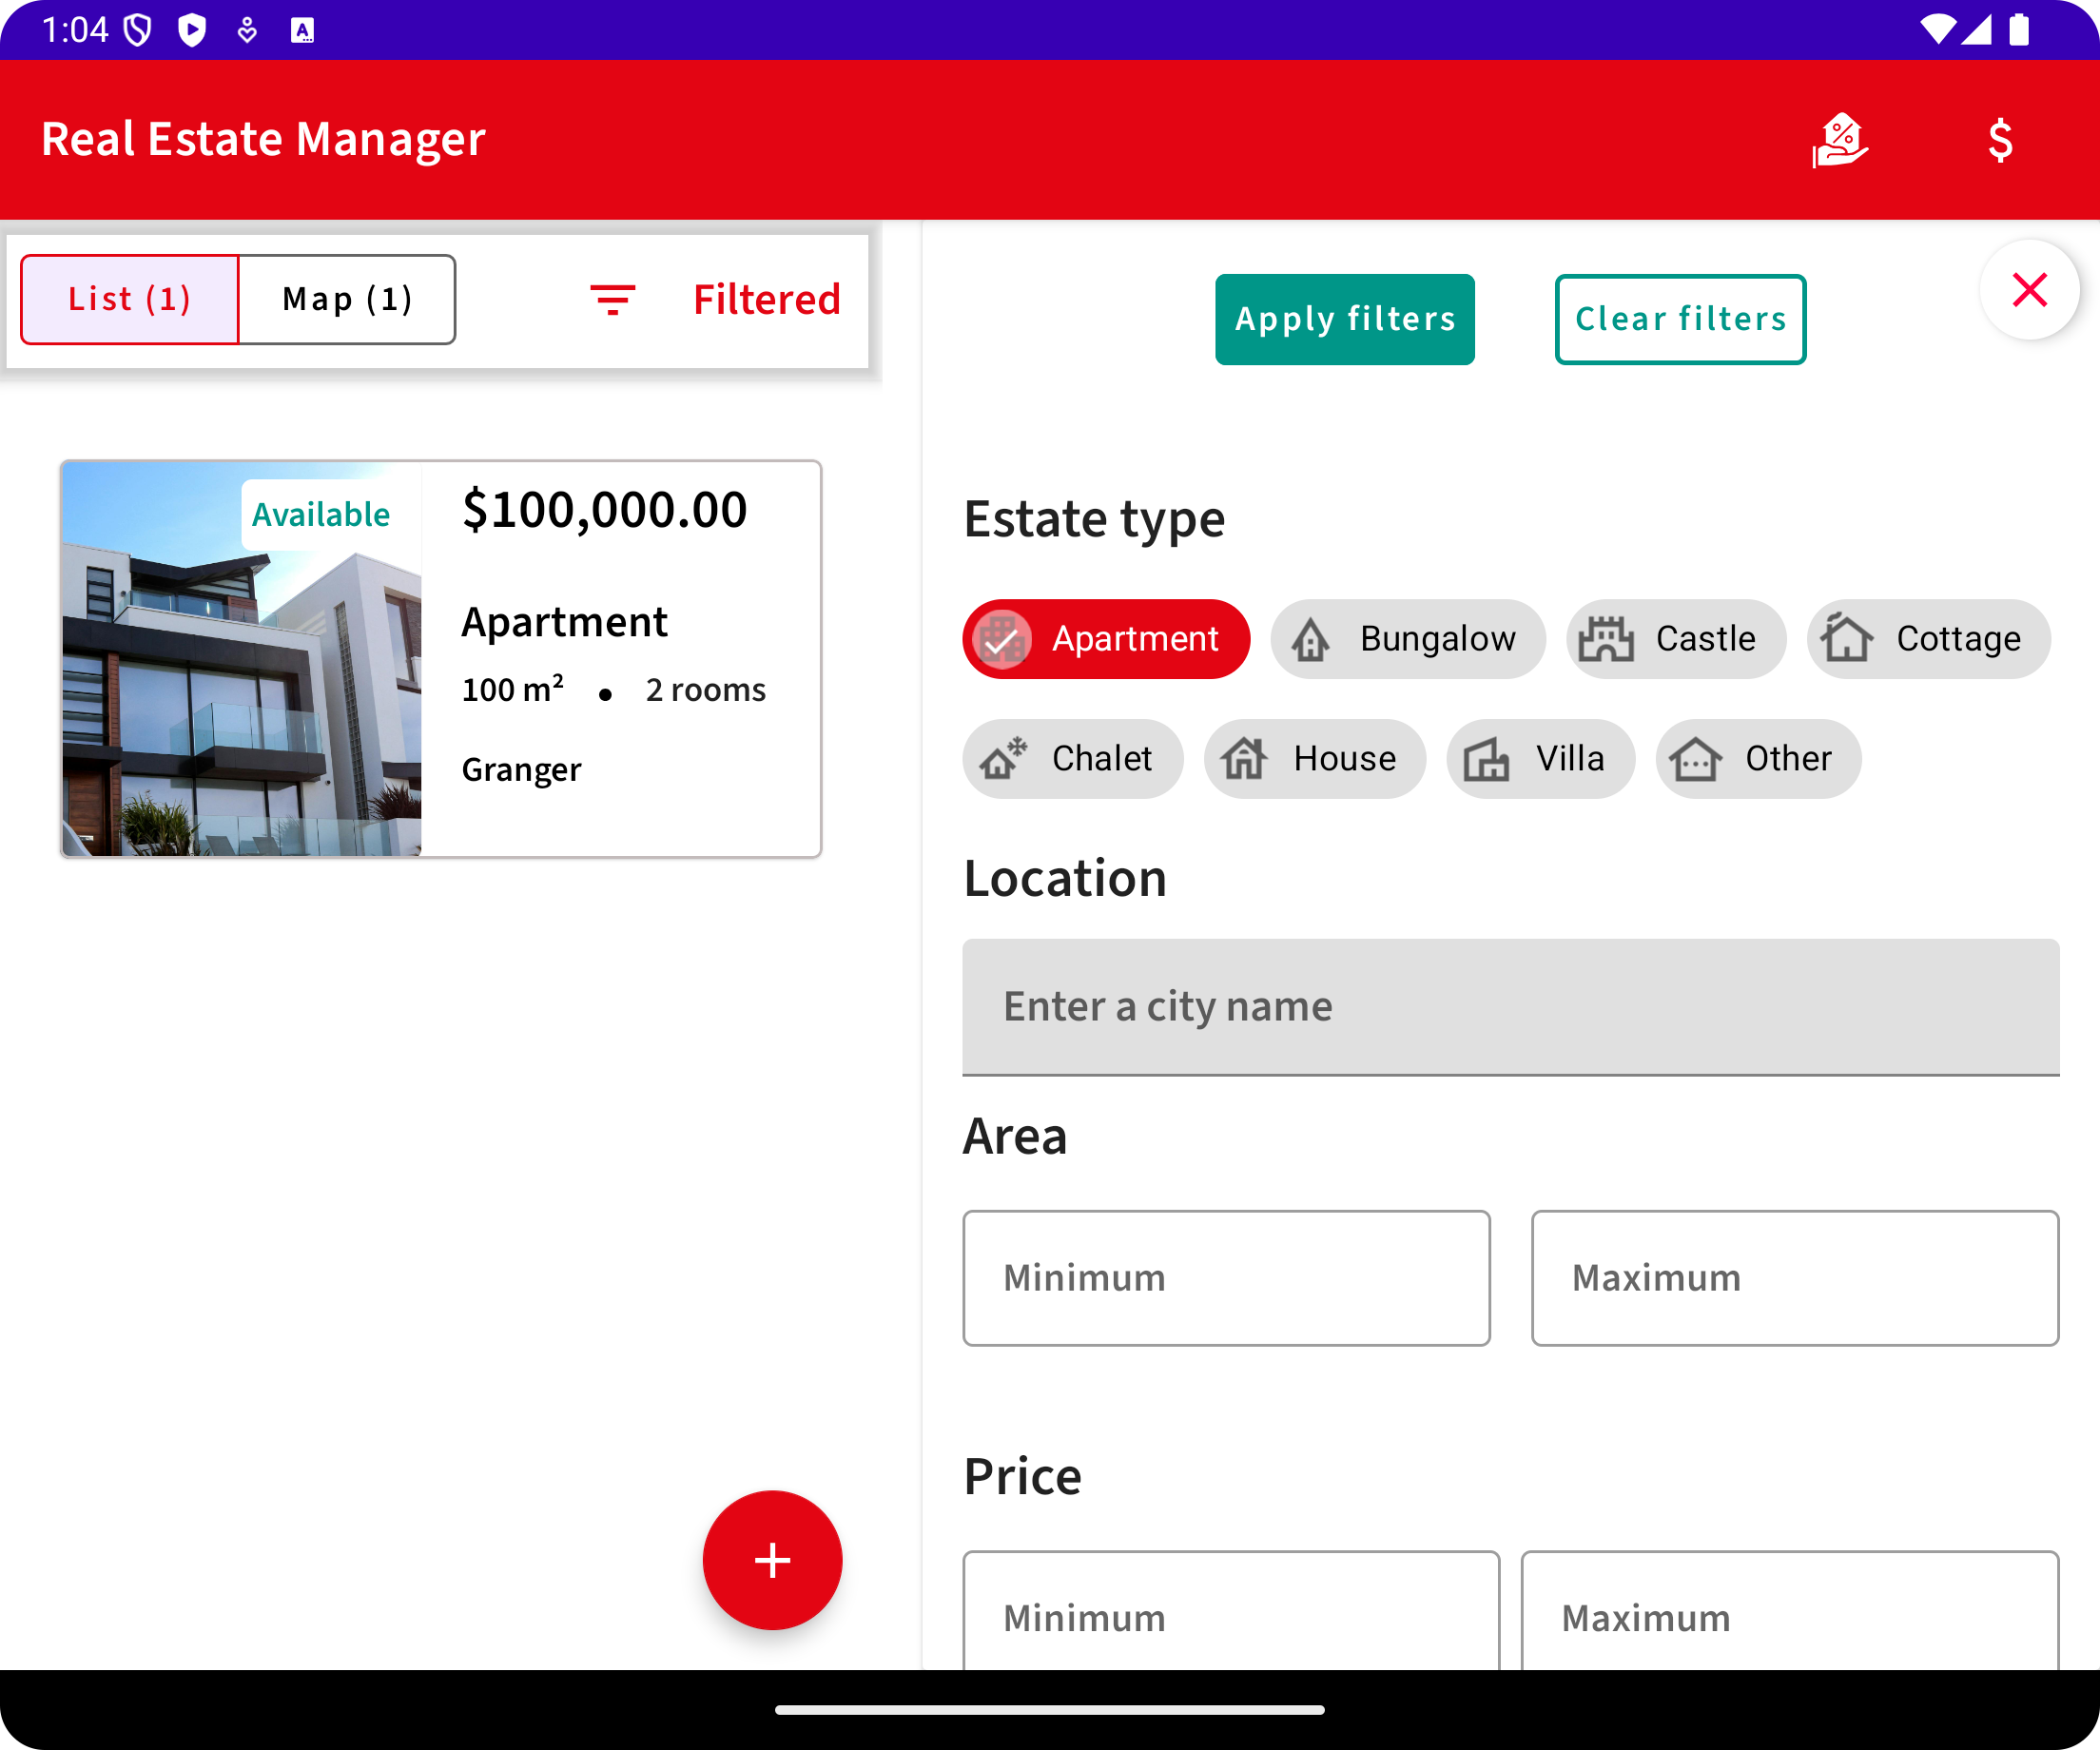 1:04
Real Estate Manager
$
List (1)
Map (1)
Filtered
Apply filters
Clear filters
Available
$100,000.00
Apartment
100 m²
2 rooms
Granger
Estate type
Apartment
Bungalow
Castle
Cottage
Chalet
House
Villa
Other
Location
Enter a city name
Area
Minimum
Maximum
Price
Minimum
Maximum